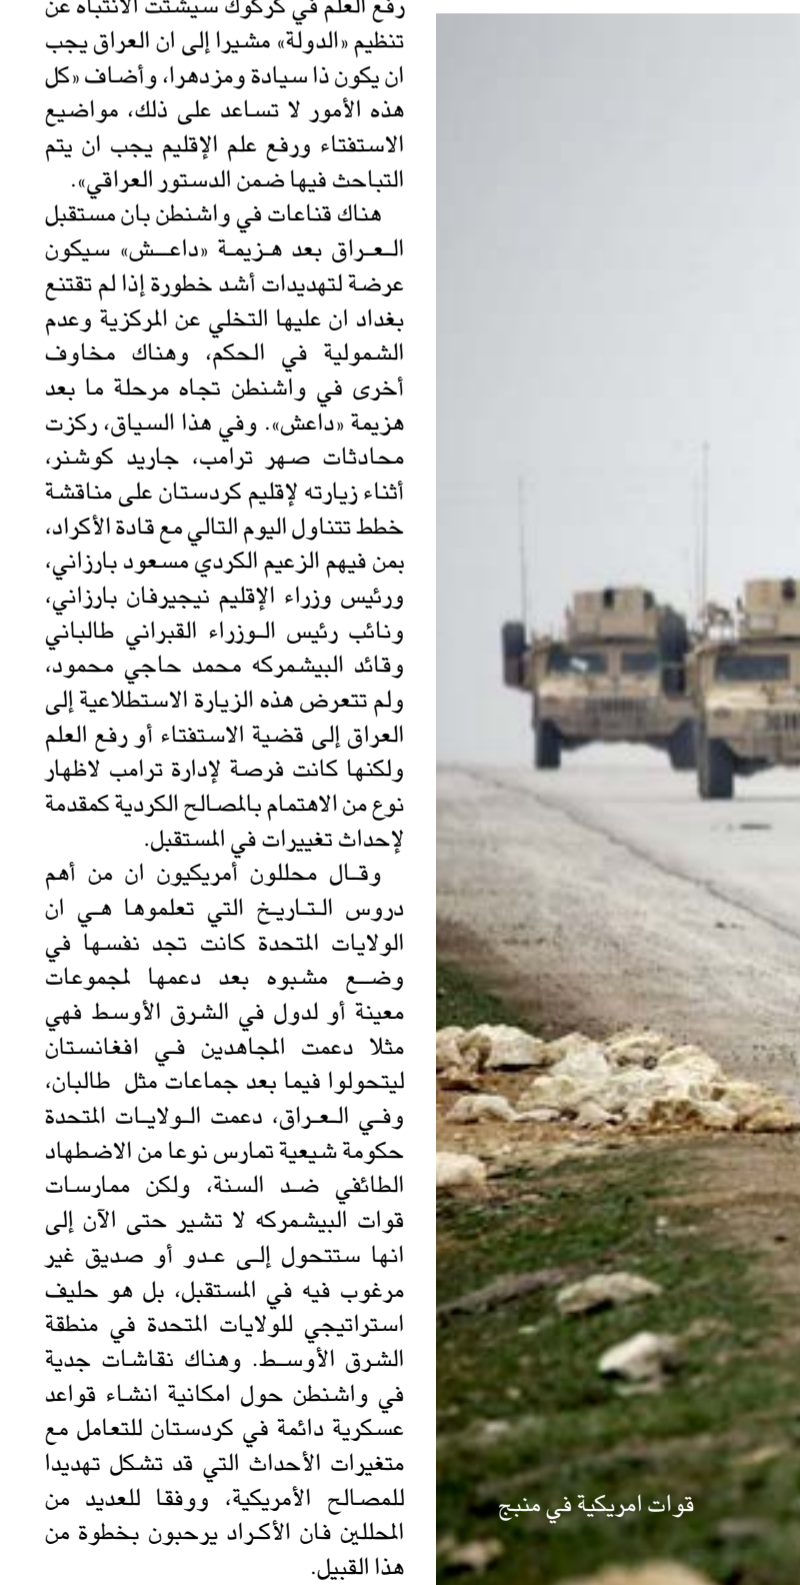 رفع العلم في كركوك سيشتت الانتباه عن
تنظيم «الدولة» مشيرا إلى ان العراق يجب
ان يكون ذا سيادة ومزدهرا، وأضاف «كل
هذه الأمور لا تساعد على ذلك، مواضيع
الاستفتاء ورفع علم الإقليم يجب ان يتم
التباحث فيها ضمن الدستور العراقي».
هناك قناعات في واشنطن بان مستقبل
العراق بعد هزيمة «داعش» سيكون
عرضة لتهديدات أشد خطورة إذا لم تقتنع
بغداد ان عليها التخلي عن المركزية وعدم
الشمولية في الحكم، وهناك مخاوف
أخرى في واشنطن تجاه مرحلة ما بعد
هزيمة «داعش». وفي هذا السياق، ركزت
محادثات صهر ترامب، جاريد كوشنر،
أثناء زيارته لإقليم كردستان على مناقشة
خطط تتناول اليوم التالي مع قادة الأكراد،
بمن فيهم الزعيم الكردي مسعود بارزاني،
ورئيس وزراء الإقليم نيجيرفان بارزاني،
ونائب رئيس الوزراء القبراني طالباني
وقائد البيشمركه محمد حاجي محمود،
ولم تتعرض هذه الزيارة الاستطلاعية إلى
العراق إلى قضية الاستفتاء أو رفع العلم
ولكنها كانت فرصة لإدارة ترامب لاظهار
نوع من الاهتمام بالمصالح الكردية كمقدمة
لإحداث تغييرات في المستقبل.
وقال محللون أمريكيون ان من أهم
دروس التاريخ التي تعلموها هي ان
الولايات المتحدة كانت تجد نفسها في
وضع مشبوه بعد دعمها لمجموعات
معينة أو لدول في الشرق الأوسط فهي
مثلا دعمت المجاهدين في افغانستان
ليتحولوا فيما بعد جماعات مثل طالبان،
وفي العراق، دعمت الولايات المتحدة
حكومة شيعية تمارس نوعا من الاضطهاد
الطائفي ضد السنة، ولكن ممارسات
قوات البيشمركه لا تشير حتى الآن إلى
انها ستتحول إلى عدو أو صديق غير
مرغوب فيه في المستقبل، بل هو حليف
استراتيجي للولايات المتحدة في منطقة
الشرق الأوسط. وهناك نقاشات جدية
في واشنطن حول امكانية انشاء قواعد
عسكرية دائمة في كردستان للتعامل مع
متغيرات الأحداث التي قد تشكل تهديدا
للمصالح الأمريكية، ووفقا للعديد من
المحللين فان الأكراد يرحبون بخطوة من
هذا القبيل.
قوات امريكية في منبج